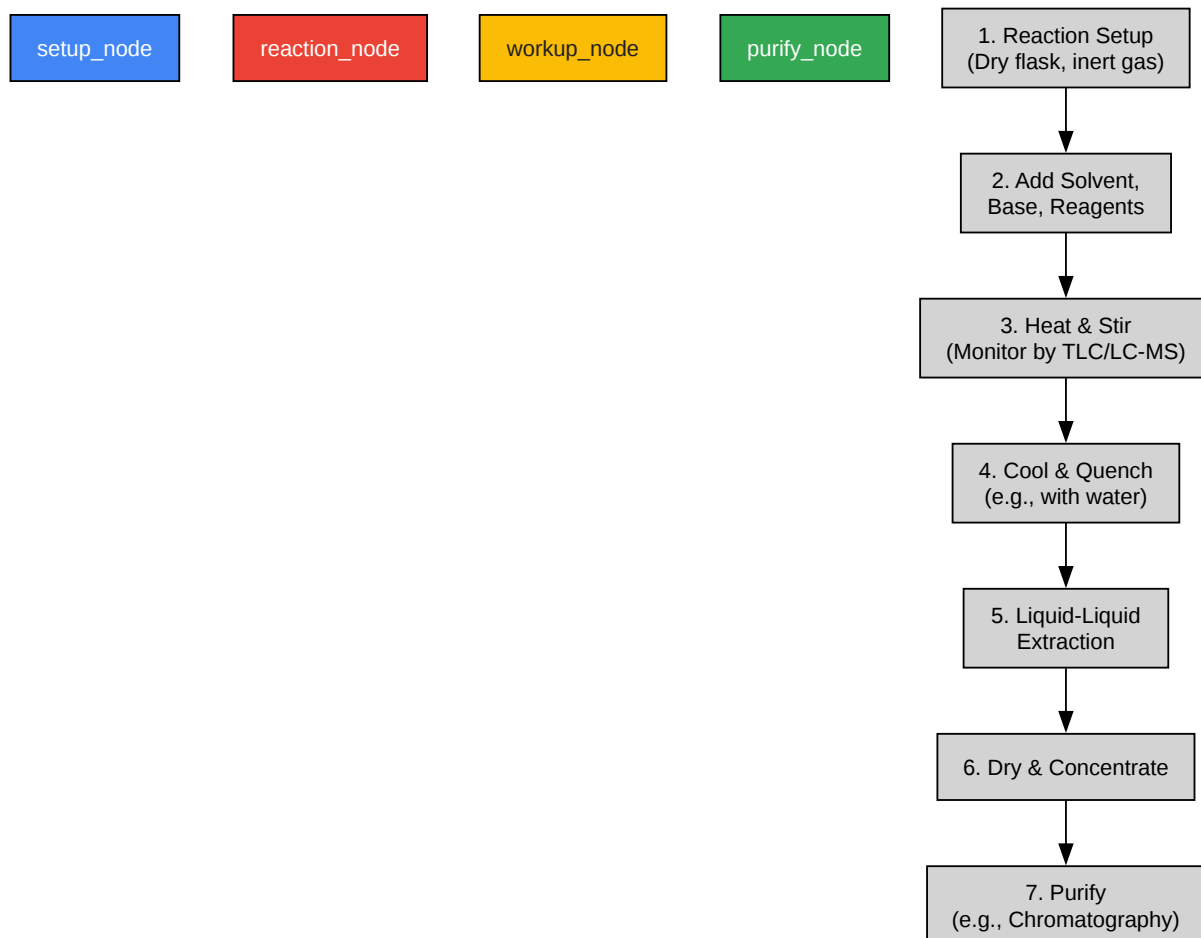 setup_node
reaction_node
workup_node
purify_node
1. Reaction Setup
(Dry flask, inert gas)
2. Add Solvent,
Base, Reagents
3. Heat & Stir
(Monitor by TLC/LC-MS)
4. Cool & Quench
(e.g., with water)
5. Liquid-Liquid
Extraction
6. Dry & Concentrate
7. Purify
(e.g., Chromatography)